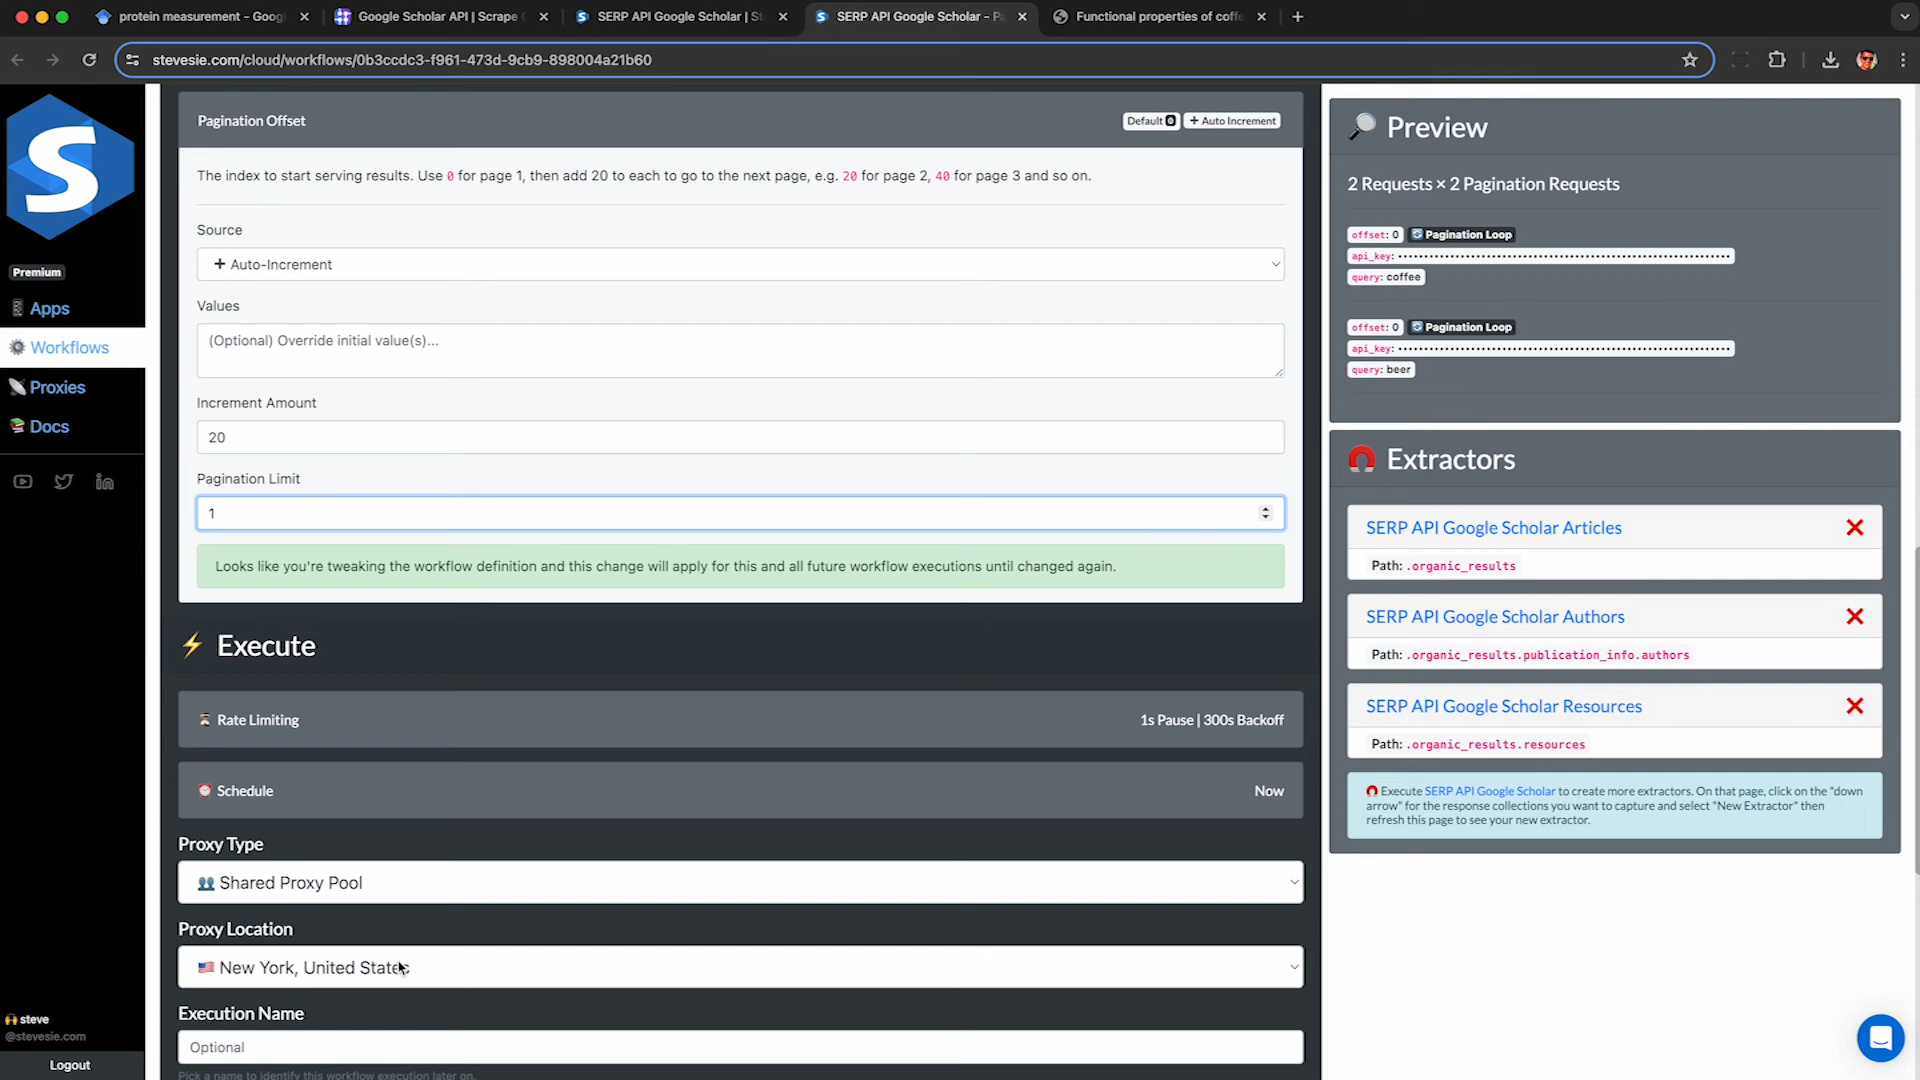 protein measurement - Goog
Google Scholar API | Scrape
SERP API Google Scholar | St
SERP API Google Scholar - Pa
Functional properties of coffe
stevesie.com/cloud/workflows/0b3ccdc3-f961-473d-9cb9-898004a21b60
S
Premium
Apps
Workflows
Proxies
Docs
steve
@stevesie.com
Logout
Pagination Offset
Default 0
+ Auto Increment
The index to start serving results. Use 0 for page 1, then add 20 to each to go to the next page, e.g. 20 for page 2, 40 for page 3 and so on.
Source
+ Auto-Increment
Values
(Optional) Override initial value(s)...
Increment Amount
20
Pagination Limit
1
Looks like you're tweaking the workflow definition and this change will apply for this and all future workflow executions until changed again.
Execute
Rate Limiting
1s Pause | 300s Backoff
Schedule
Now
Proxy Type
Shared Proxy Pool
Proxy Location
New York, United States
Execution Name
Optional
Pick a name to identify this workflow execution later on.
Preview
2 Requests × 2 Pagination Requests
offset: 0 Pagination Loop
api_key: ••••••••••••••••••••••••••••••••••••••••••••••••••••••••••••••••
query: coffee
offset: 0 Pagination Loop
api_key: ••••••••••••••••••••••••••••••••••••••••••••••••••••••••••••••••
query: beer
Extractors
SERP API Google Scholar Articles
Path: .organic_results
SERP API Google Scholar Authors
Path: .organic_results.publication_info.authors
SERP API Google Scholar Resources
Path: .organic_results.resources
Execute SERP API Google Scholar to create more extractors. On that page, click on the "down
arrow" for the response collections you want to capture and select "New Extractor" then
refresh this page to see your new extractor.